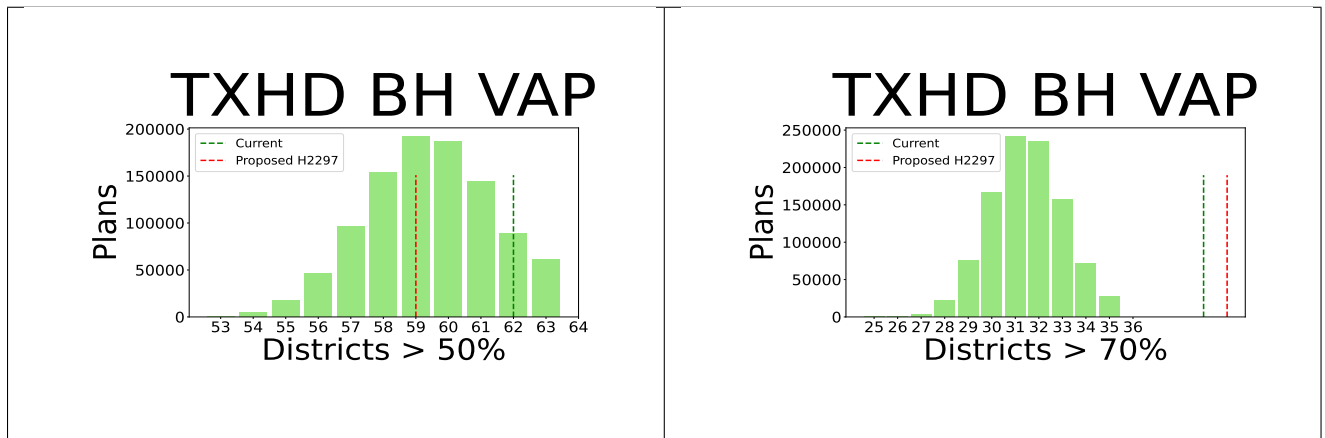 TXHD BH VAP
Current
Proposed H2297
Plans
200000
150000
100000
50000
0
53 54 55 56 57 58 59 60 61 62 63 64
Districts > 50%
TXHD BH VAP
Current
Proposed H2297
Plans
250000
200000
150000
100000
50000
0
25 26 27 28 29 30 31 32 33 34 35 36
Districts > 70%